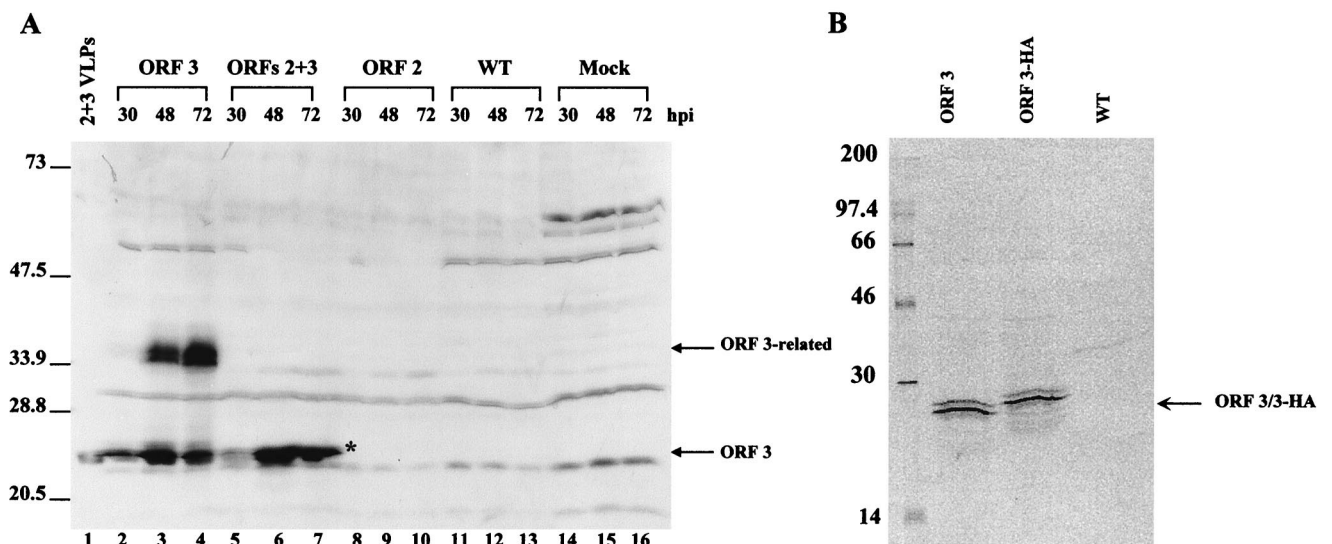 A
2+3 VLPs
ORF 3 ORFs 2+3 ORF 2 WT Mock
30 48 72 30 48 72 30 48 72 30 48 72 30 48 72 hpi
73
47.5
33.9
28.8
20.5
ORF 3-related
*
ORF 3
1 2 3 4 5 6 7 8 9 10 11 12 13 14 15 16
B
ORF 3
ORF 3-HA
WT
200
97.4
66
46
30
14
ORF 3/3-HA